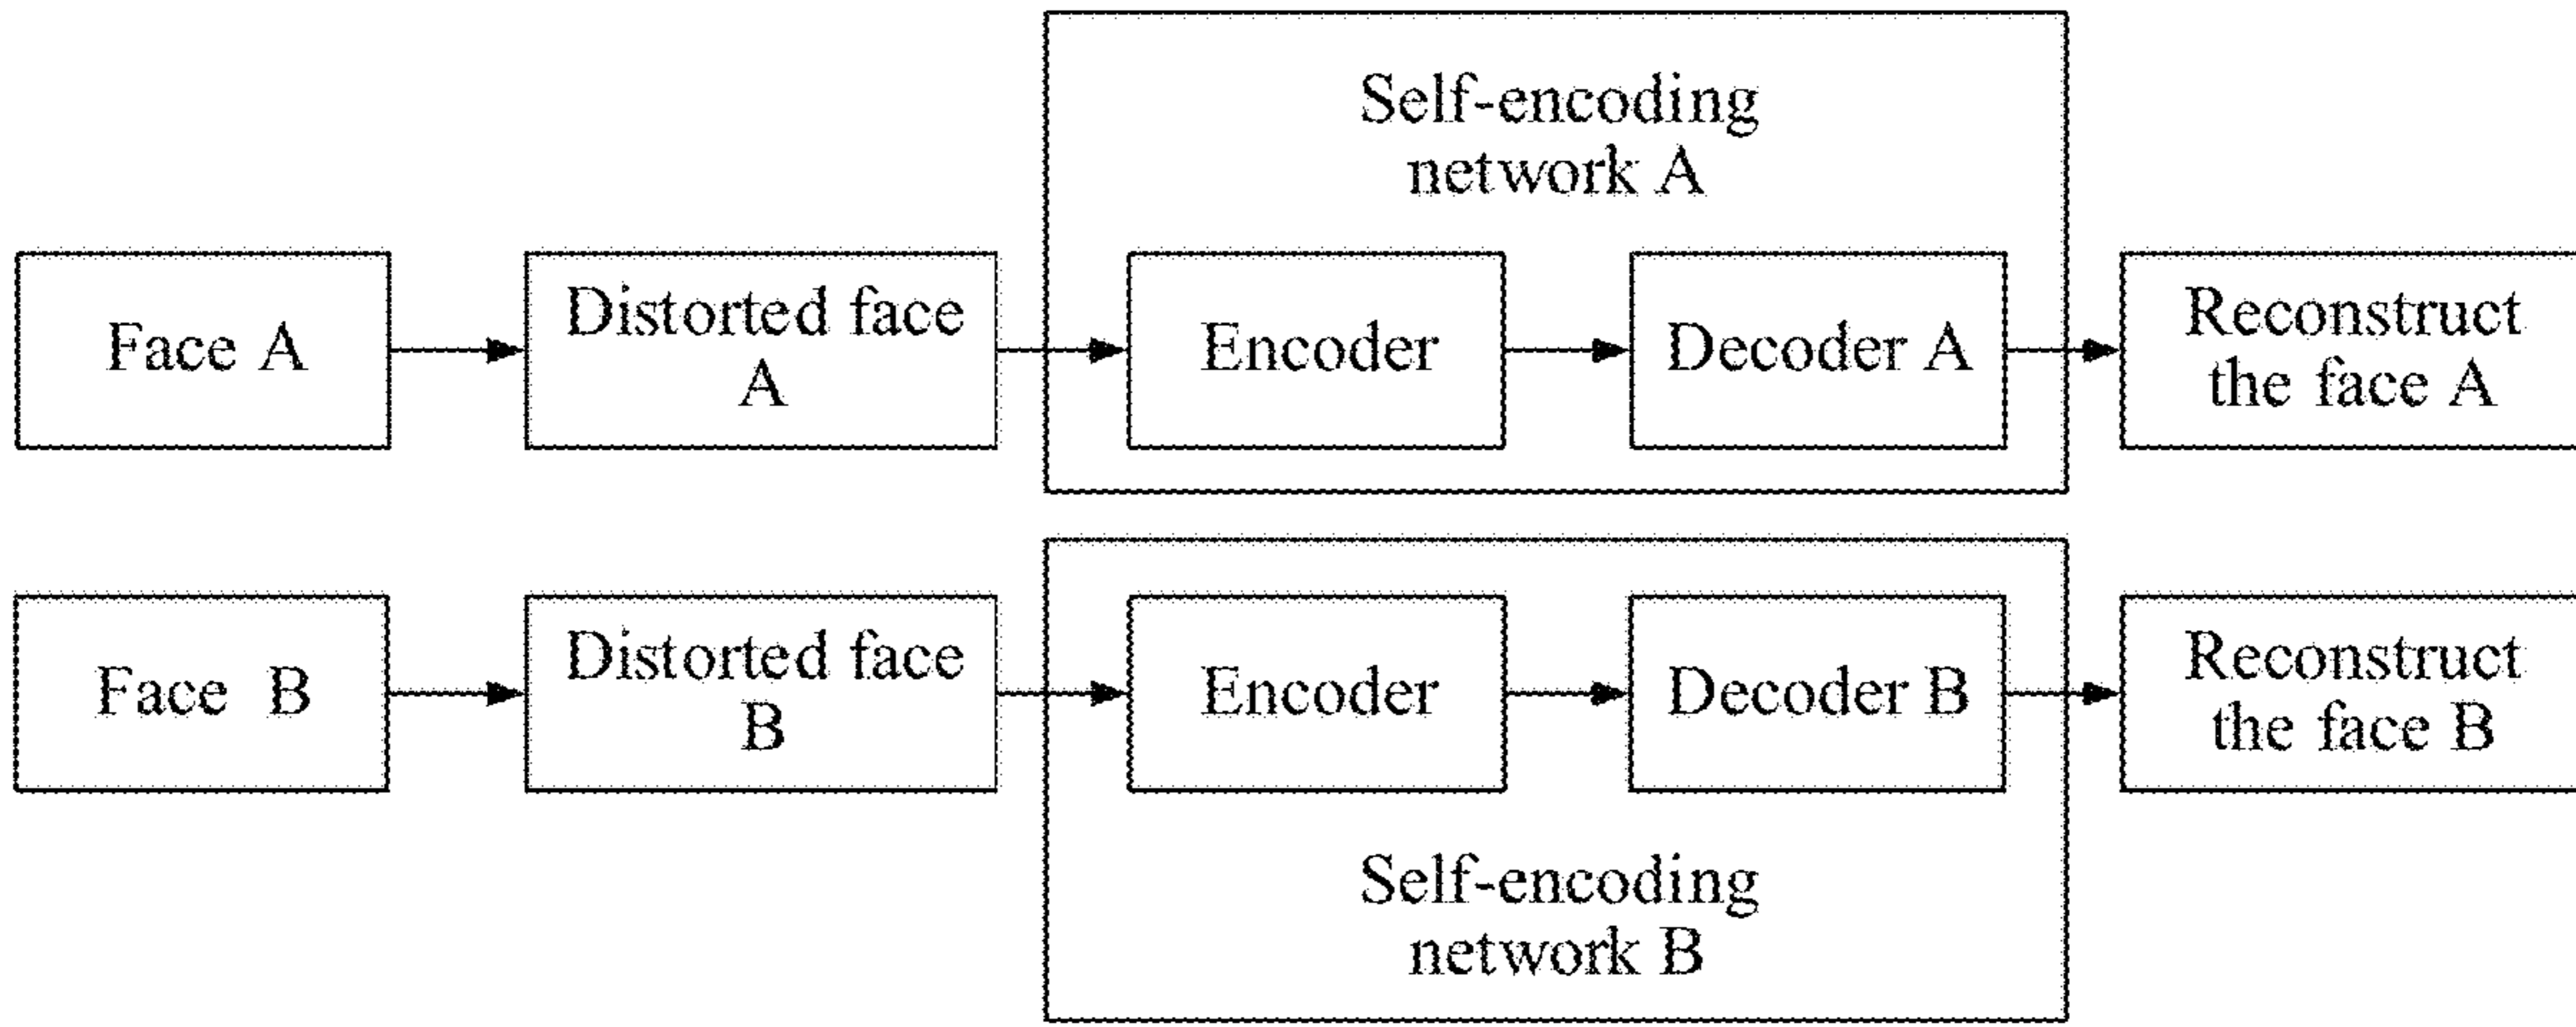 Self-encoding
network A
Face A
Distorted face
A
Encoder
Decoder A
Reconstruct
the face A
Face B
Distorted face
B
Encoder
Decoder B
Reconstruct
the face B
Self-encoding
network B